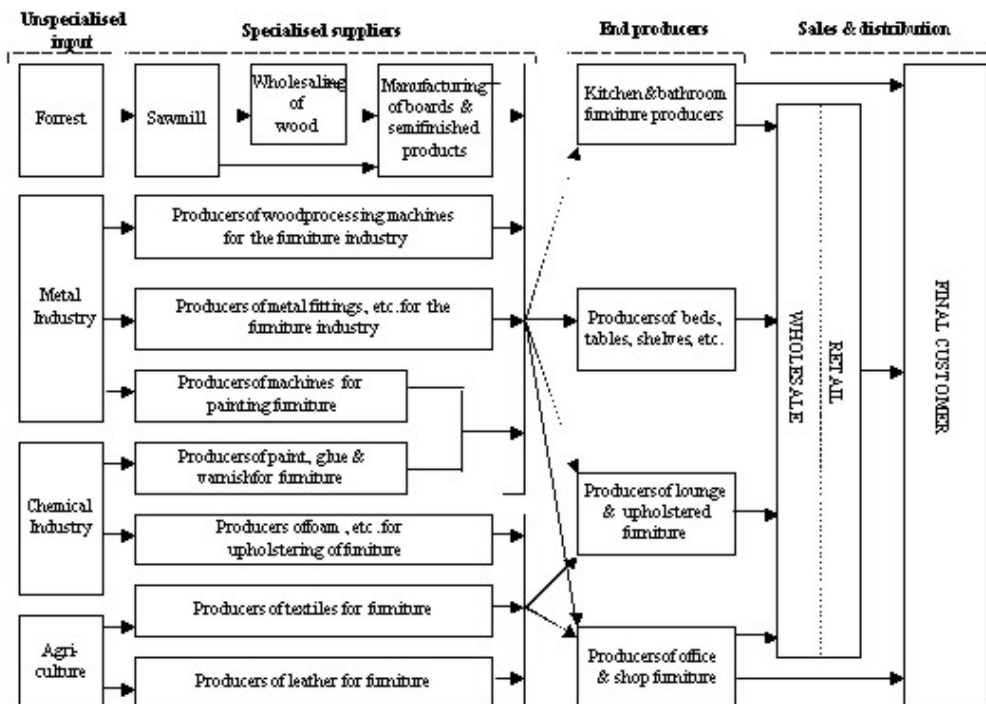 Unspecialised
input
Specialised suppliers
End producers
Sales & distribution
Forrest
Sawmill
Wholesaling
of
wood
Manufacturing
of boards &
semifinished
products
Kitchen & bathroom
furniture producers
Metal
Industry
Producers of woodprocessing machines
for the furniture industry
Producers of metal fittings, etc. for the
furniture industry
Producers of machines for
painting furniture
Producers of beds,
tables, shelves, etc.
WHOLESALE
RETAIL
FINAL CUSTOMER
Chemical
Industry
Producers of paint, glue &
varnish for furniture
Producers of foam , etc. for
upholstering of furniture
Producers of lounge
& upholstered
furniture
Agri-
culture
Producers of textiles for furniture
Producers of leather for furniture
Producers of office
& shop furniture